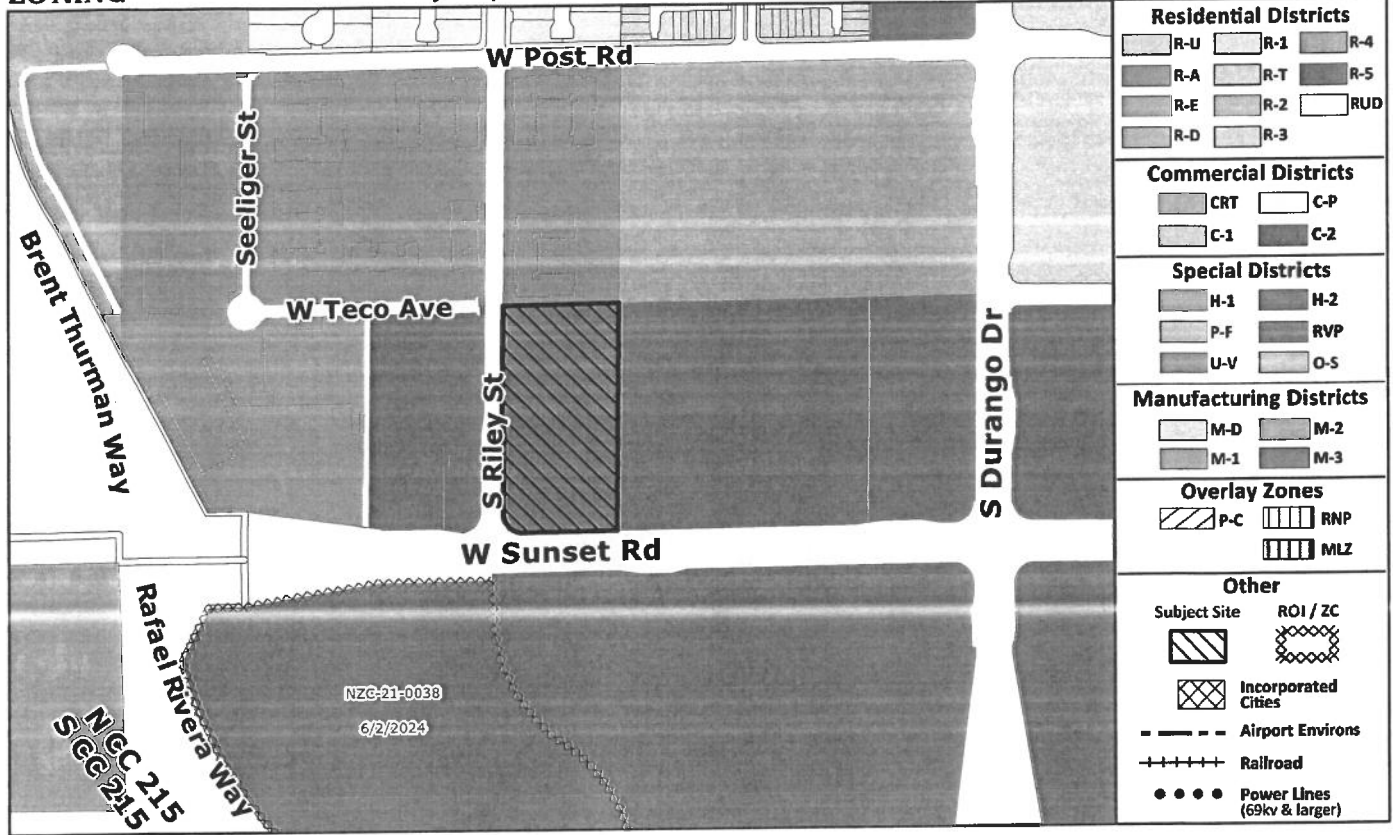 W Post Rd
Seeliger St
W Teco Ave
Brent Thurman Way
S Riley St
S Durango Dr
W Sunset Rd
Rafael Rivera Way
NZC-21-0038
6/2/2024
N CC 215
S CC 215
Residential Districts
R-U R-1 R-4
R-A R-T R-5
R-E R-2 RUD
R-D R-3
Commercial Districts
CRT C-P
C-1 C-2
Special Districts
H-1 H-2
P-F RVP
U-V O-S
Manufacturing Districts
M-D M-2
M-1 M-3
Overlay Zones
P-C RNP
MLZ
Other
Subject Site ROI / ZC
Incorporated
Cities
Airport Environs
Railroad
Power Lines
(69kv & larger)